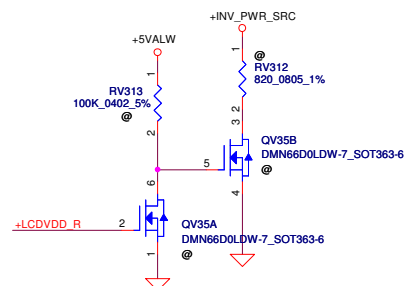 +INV_PWR_SRC
+5VALW
1
@
RV312
820_0805_1%
1
RV313
100K_0402_5%
@
2
2
3
QV35B
DMN66D0LDW-7_SOT363-6
@
5
4
6
+LCDVDD_R
2
QV35A
DMN66D0LDW-7_SOT363-6
@
1